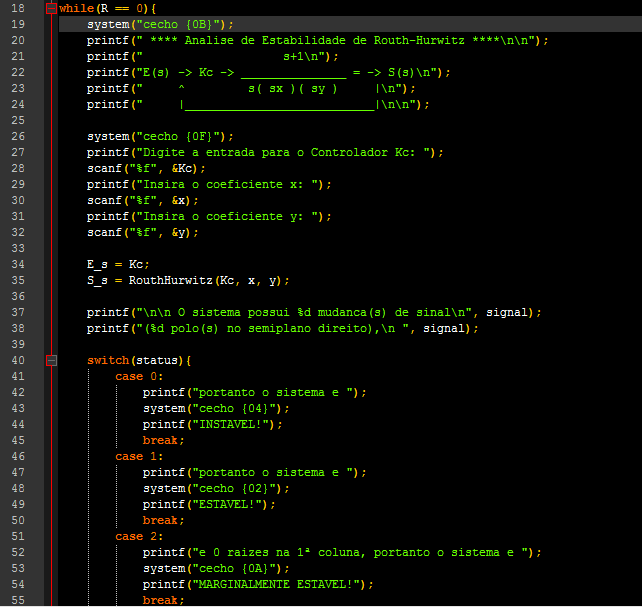 18 while(R == 0){
19 system("cecho {0B}");
20 printf(" **** Analise de Estabilidade de Routh-Hurwitz ****\n\n");
21 printf("                    s+1\n");
22 printf("E(s) -> Kc -> _______________ = -> S(s)\n");
23 printf("     ^         s( sx )( sy )     |\n");
24 printf("     |___________________________|\n\n");
25
26 system("cecho {0F}");
27 printf("Digite a entrada para o Controlador Kc: ");
28 scanf("%f", &Kc);
29 printf("Insira o coeficiente x: ");
30 scanf("%f", &x);
31 printf("Insira o coeficiente y: ");
32 scanf("%f", &y);
33
34 E_s = Kc;
35 S_s = RouthHurwitz(Kc, x, y);
36
37 printf("\n\n O sistema possui %d mudanca(s) de sinal\n", signal);
38 printf("(%d polo(s) no semiplano direito),\n ", signal);
39
40 switch(status){
41 case 0:
42 printf("portanto o sistema e ");
43 system("cecho {04}");
44 printf("INSTAVEL!");
45 break;
46 case 1:
47 printf("portanto o sistema e ");
48 system("cecho {02}");
49 printf("ESTAVEL!");
50 break;
51 case 2:
52 printf("e 0 raizes na 1ª coluna, portanto o sistema e ");
53 system("cecho {0A}");
54 printf("MARGINALMENTE ESTAVEL!");
55 break;